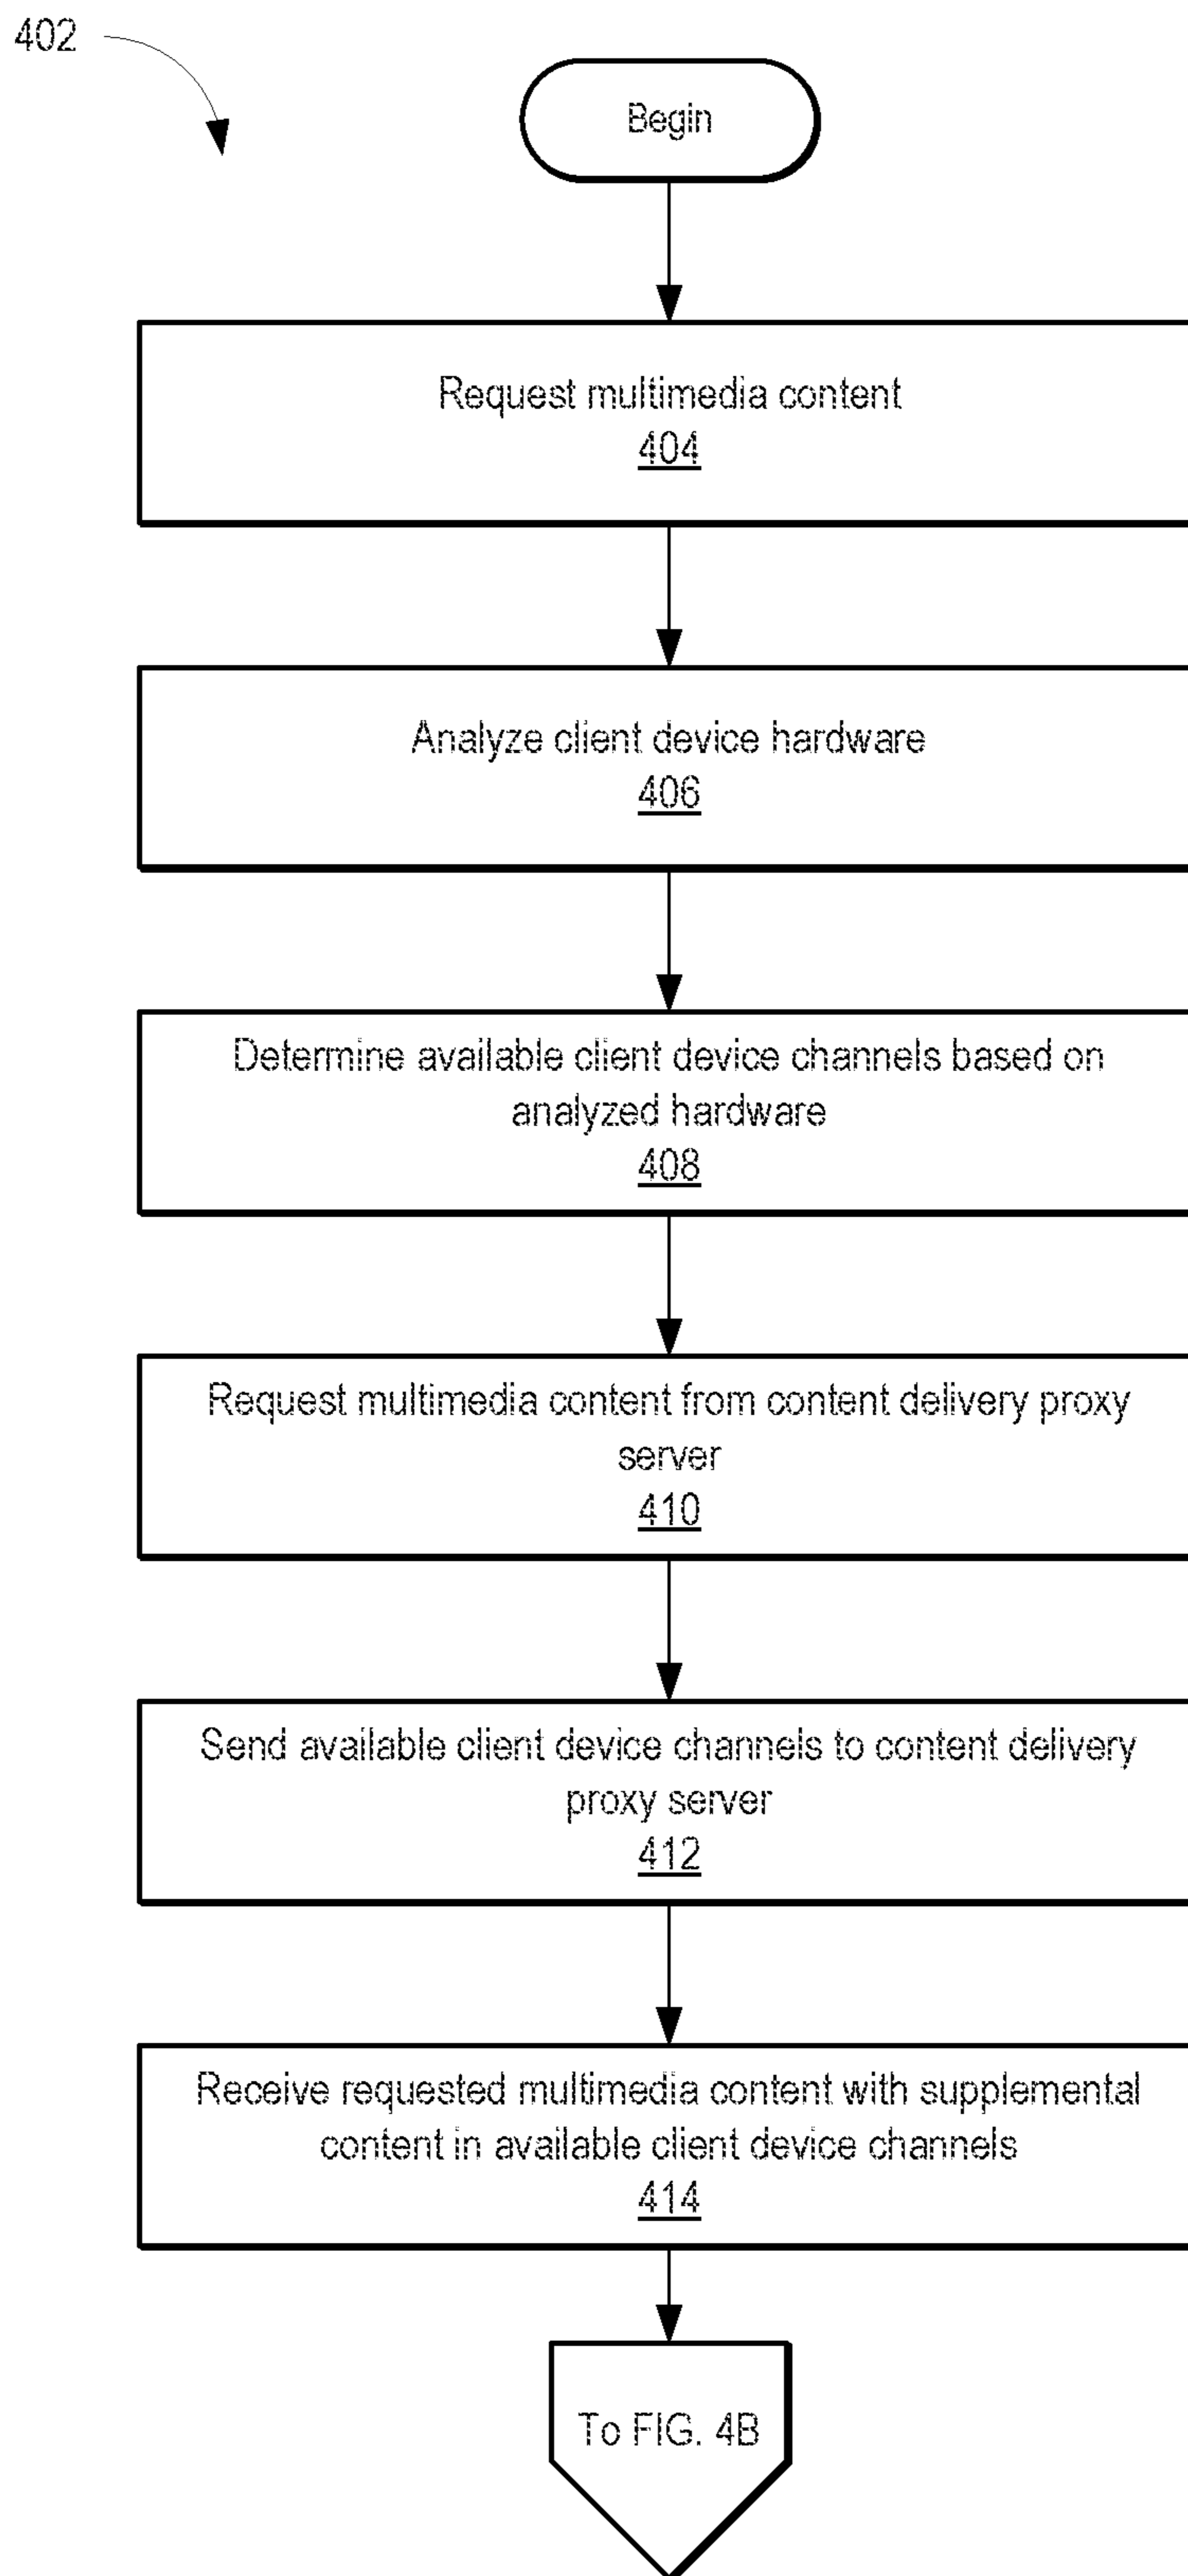 402
Begin
Request multimedia content
404
Analyze client device hardware
406
Determine available client device channels based on
analyzed hardware
408
Request multimedia content from content delivery proxy
server
410
Send available client device channels to content delivery
proxy server
412
Receive requested multimedia content with supplemental
content in available client device channels
414
To FIG. 4B